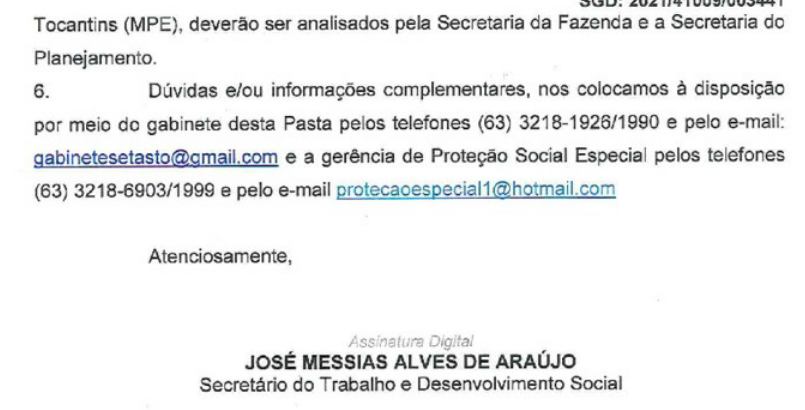 SGD: 2021/41009/003441
Tocantins (MPE), deverão ser analisados pela Secretaria da Fazenda e a Secretaria do
Planejamento.
6. Dúvidas e/ou informações complementares, nos colocamos à disposição
por meio do gabinete desta Pasta pelos telefones (63) 3218-1926/1990 e pelo e-mail:
gabinetesetasto@gmail.com e a gerência de Proteção Social Especial pelos telefones
(63) 3218-6903/1999 e pelo e-mail protecaoespecial1@hotmail.com
Atenciosamente,
Assinatura Digital
JOSÉ MESSIAS ALVES DE ARAÚJO
Secretário do Trabalho e Desenvolvimento Social